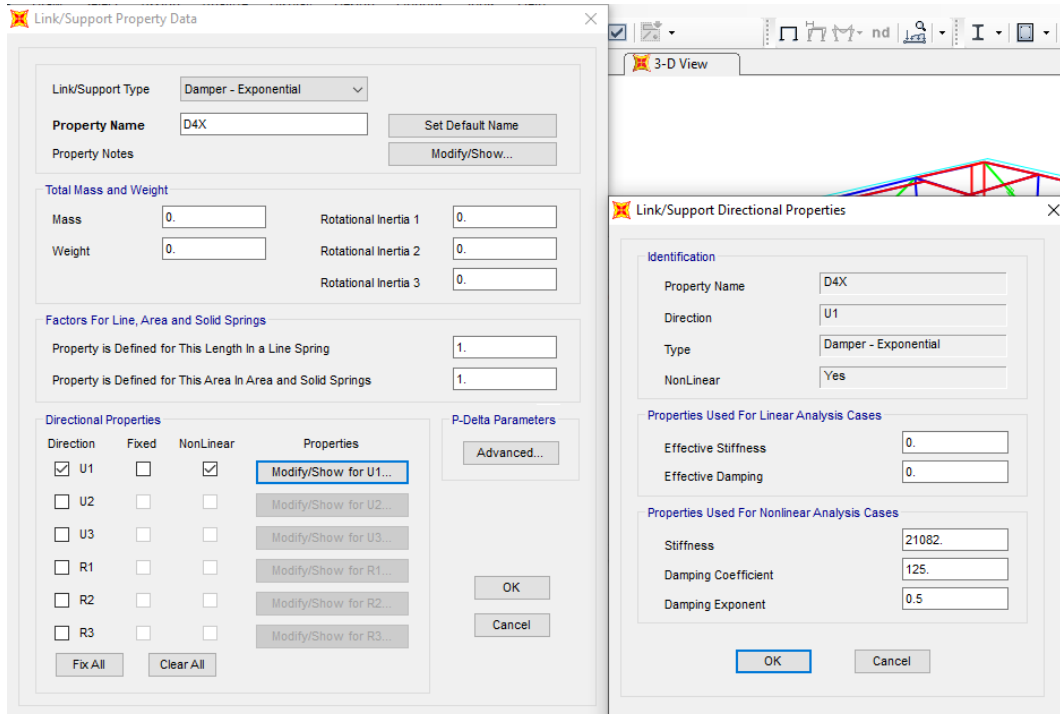 Link/Support Property Data
Link/Support Type Damper - Exponential
Property Name D4X Set Default Name
Property Notes Modify/Show...
Total Mass and Weight
Mass 0. Rotational Inertia 1 0.
Weight 0. Rotational Inertia 2 0.
Rotational Inertia 3 0.
Factors For Line, Area and Solid Springs
Property is Defined for This Length In a Line Spring 1.
Property is Defined for This Area In Area and Solid Springs 1.
Directional Properties
Direction Fixed NonLinear Properties
U1 Modify/Show for U1...
U2 Modify/Show for U2...
U3 Modify/Show for U3...
R1 Modify/Show for R1...
R2 Modify/Show for R2...
R3 Modify/Show for R3...
Fix All Clear All
P-Delta Parameters
Advanced...
OK
Cancel
nd
3-D View
Link/Support Directional Properties
Identification
Property Name D4X
Direction U1
Type Damper - Exponential
NonLinear Yes
Properties Used For Linear Analysis Cases
Effective Stiffness 0.
Effective Damping 0.
Properties Used For Nonlinear Analysis Cases
Stiffness 21082.
Damping Coefficient 125.
Damping Exponent 0.5
OK Cancel